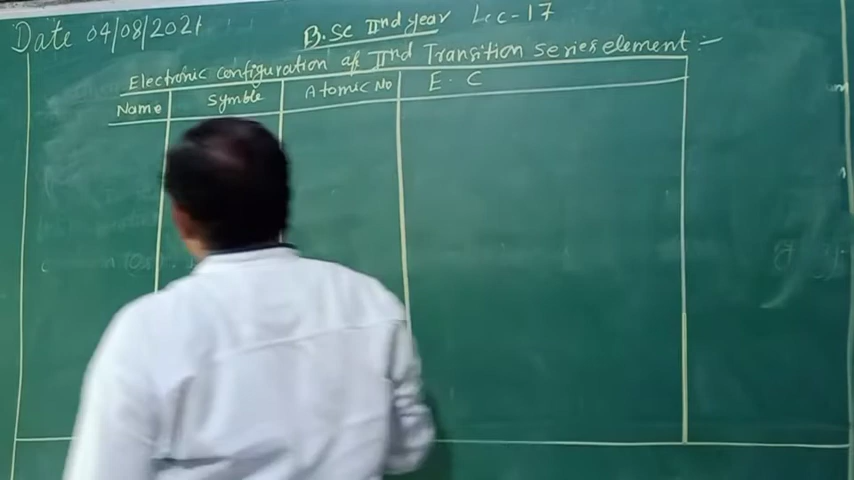 Date 04/08/2021
B.Sc IInd year Lec-17
Electronic configuration of IInd Transition series element:-
Name Symble Atomic No E. C